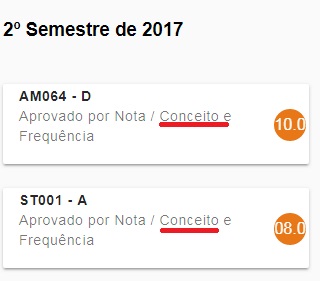 2º Semestre de 2017
AM064 - D
Aprovado por Nota / Conceito e
Frequência
10.0
ST001 - A
Aprovado por Nota / Conceito e
Frequência
08.0